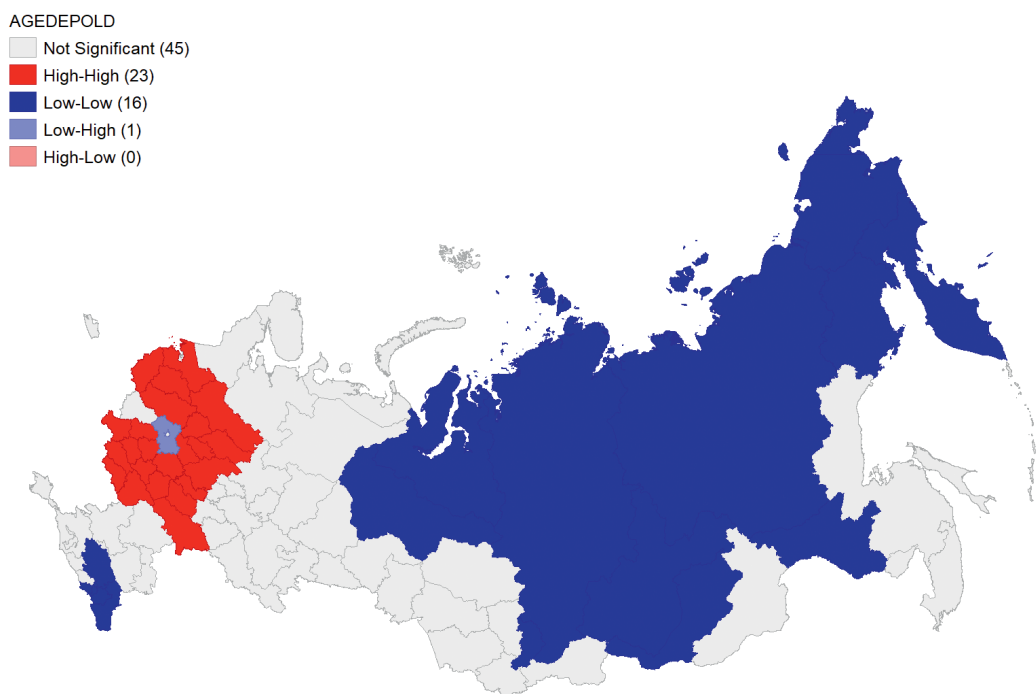 AGEDEPOLD
Not Significant (45)
High-High (23)
Low-Low (16)
Low-High (1)
High-Low (0)